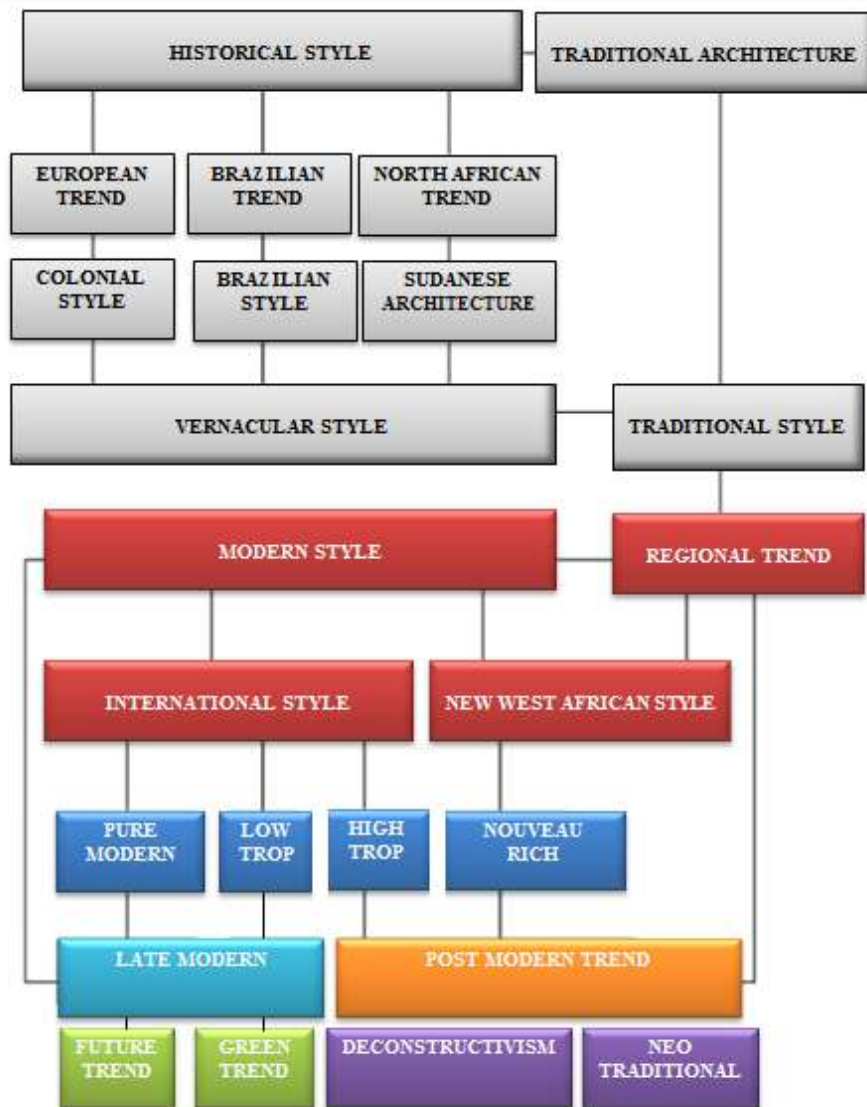 HISTORICAL STYLE
TRADITIONAL ARCHITECTURE
EUROPEAN
TREND
BRAZILIAN
TREND
NORTH AFRICAN
TREND
COLONIAL
STYLE
BRAZILIAN
STYLE
SUDANESE
ARCHITECTURE
VERNACULAR STYLE
TRADITIONAL STYLE
MODERN STYLE
REGIONAL TREND
INTERNATIONAL STYLE
NEW WEST AFRICAN STYLE
PURE
MODERN
LOW
TROP
HIGH
TROP
NOUVEAU
RICH
LATE MODERN
POST MODERN TREND
FUTURE
TREND
GREEN
TREND
DECONSTRUCTIVISM
NEO
TRADITIONAL